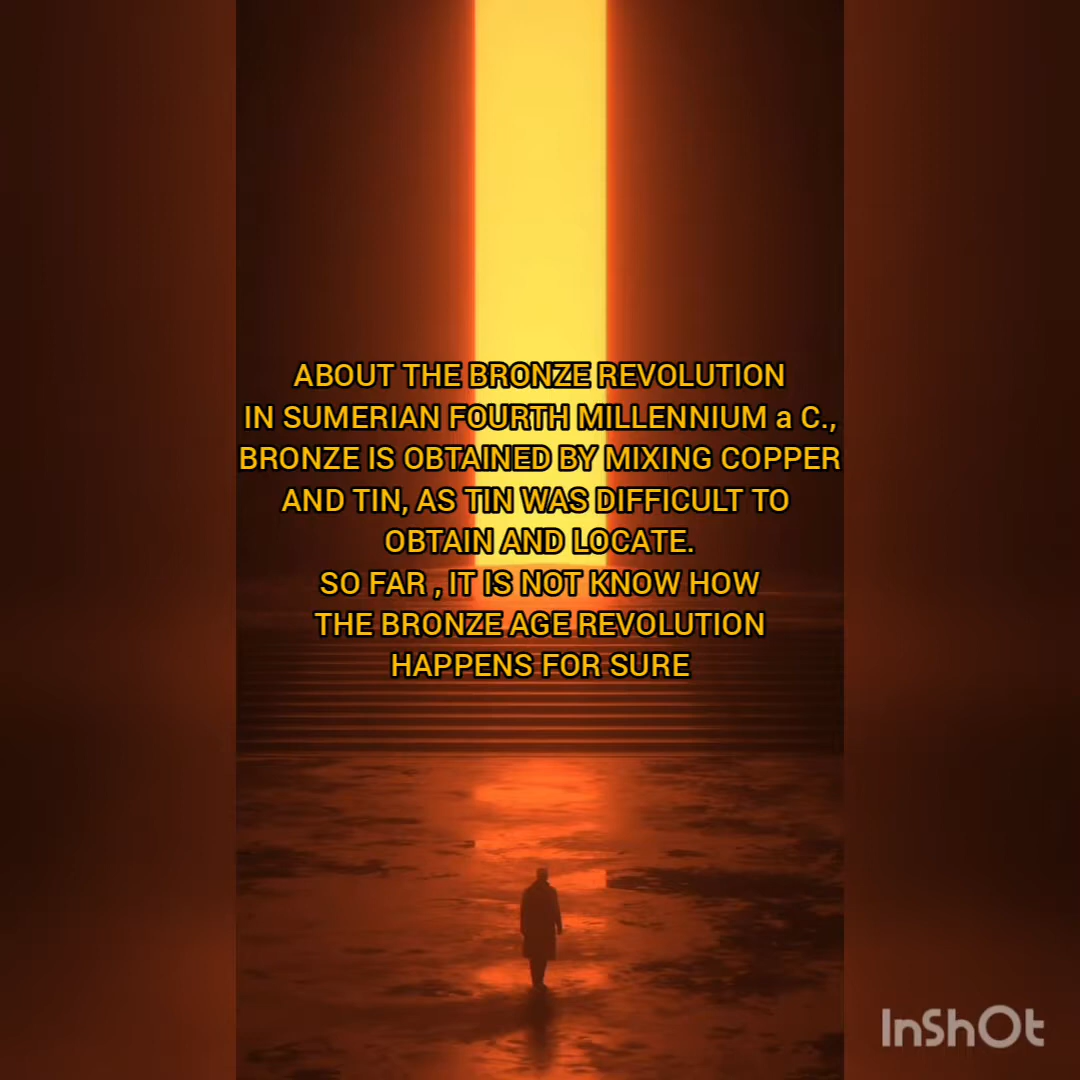 ABOUT THE BRONZE REVOLUTION
IN SUMERIAN FOURTH MILLENNIUM a C.,
BRONZE IS OBTAINED BY MIXING COPPER
AND TIN, AS TIN WAS DIFFICULT TO
OBTAIN AND LOCATE.
SO FAR , IT IS NOT KNOW HOW
THE BRONZE AGE REVOLUTION
HAPPENS FOR SURE
InShOt